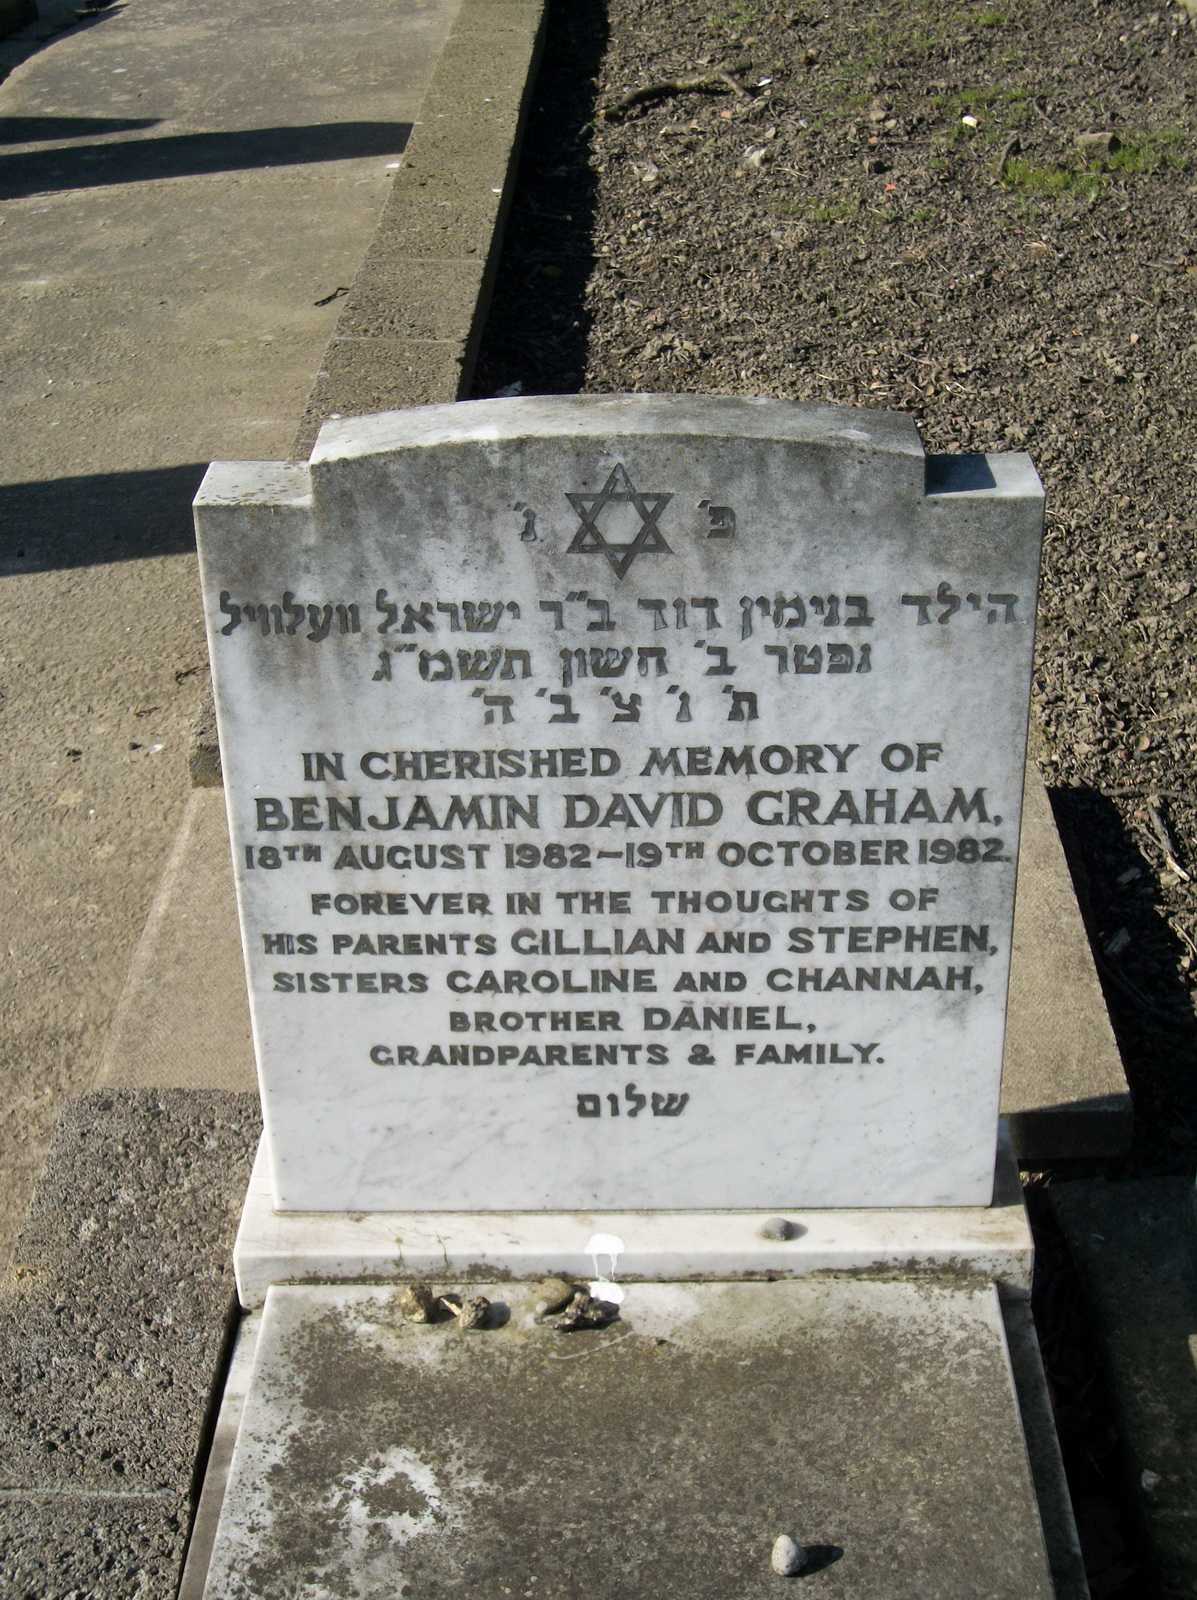 פ׳ נ׳
הילד בנימין דוד ב״ר ישראל וועלוויל
נפטר ב׳ חשון תשמ״ג
ת׳ נ׳ צ׳ ב׳ ה׳
IN CHERISHED MEMORY OF
BENJAMIN DAVID GRAHAM.
18TH AUGUST 1982–19TH OCTOBER 1982.
FOREVER IN THE THOUGHTS OF
HIS PARENTS GILLIAN AND STEPHEN,
SISTERS CAROLINE AND CHANNAH,
BROTHER DANIEL,
GRANDPARENTS & FAMILY.
שלום